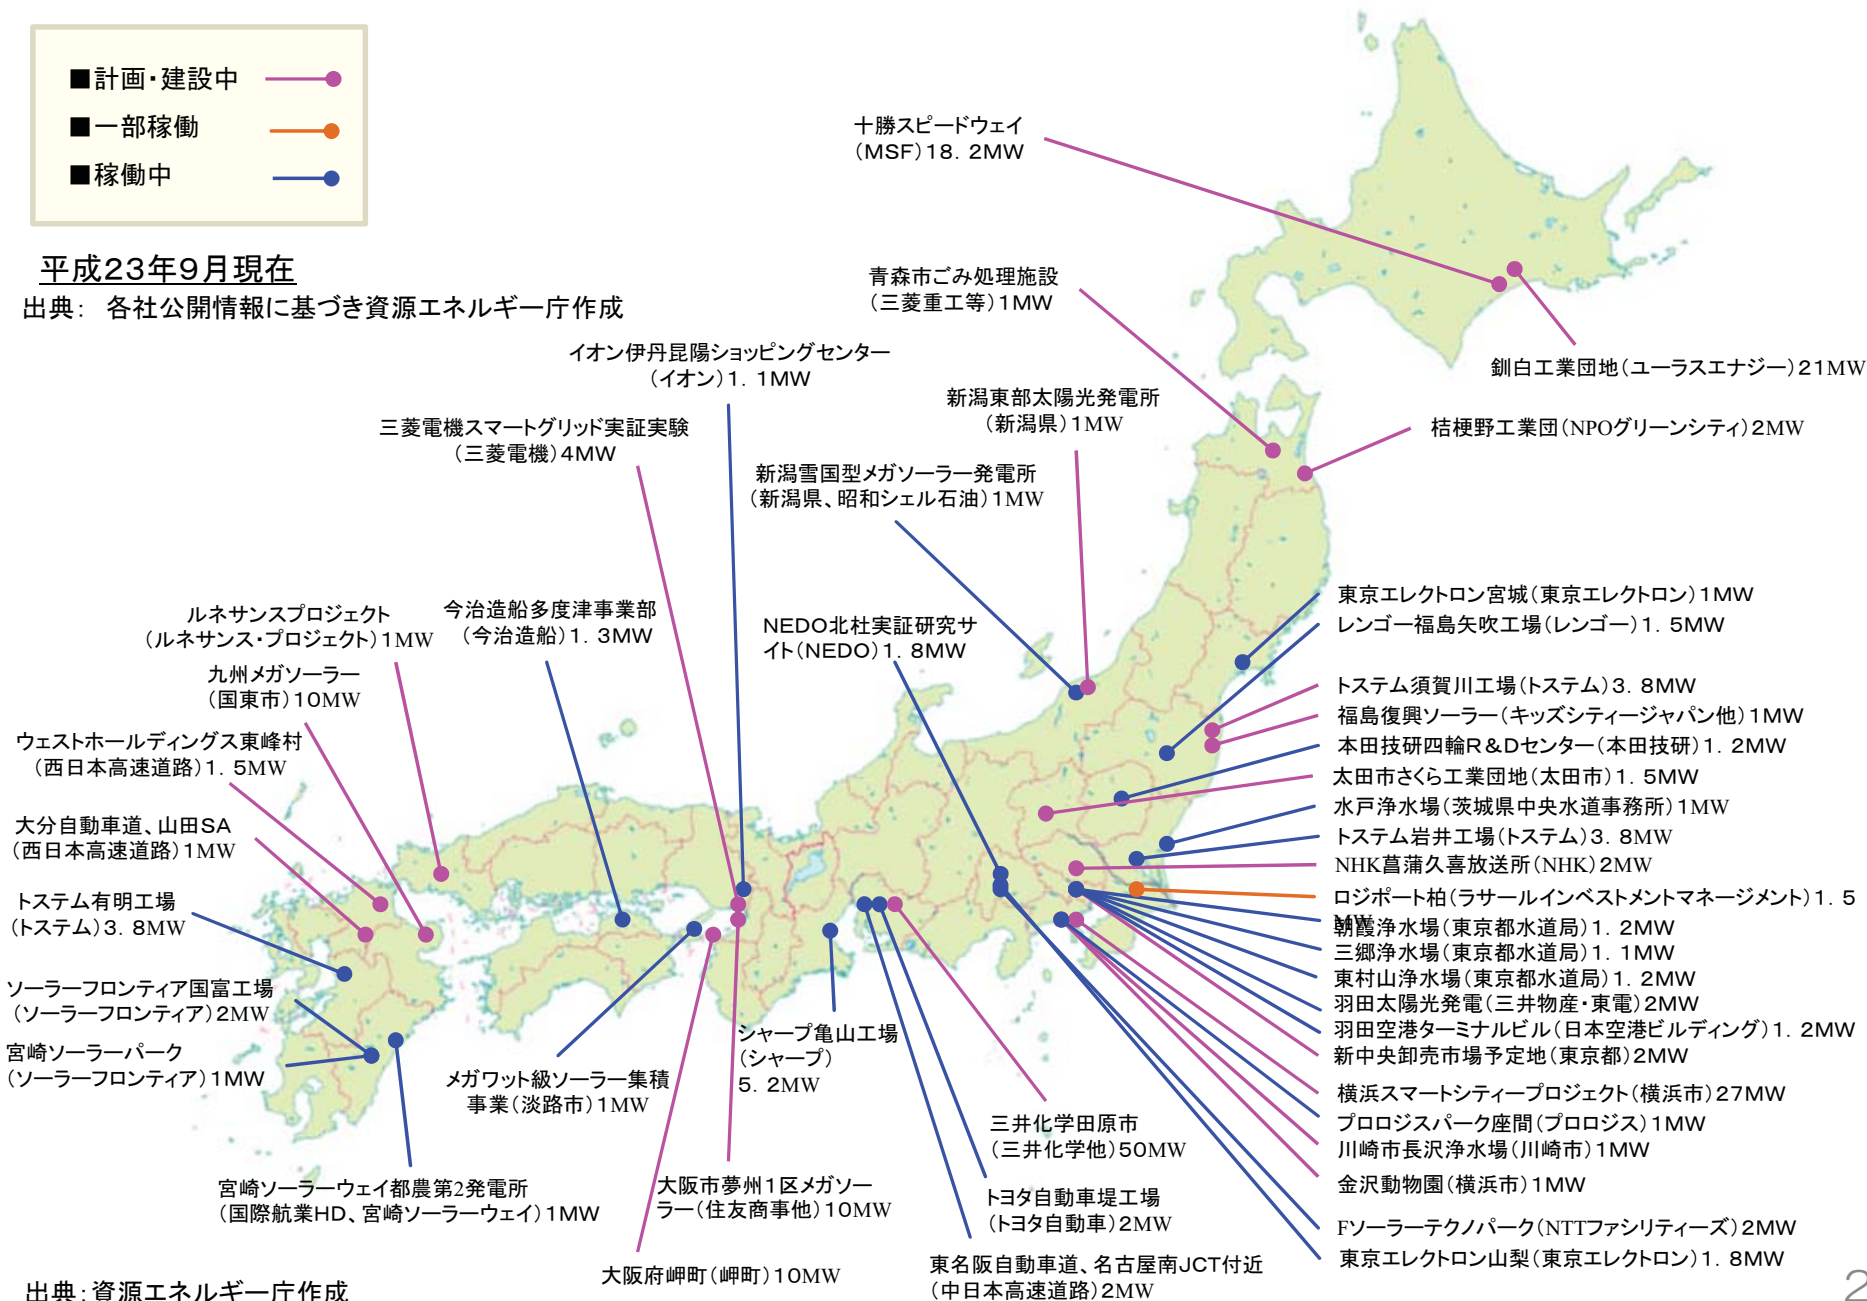 ■計画・建設中
■一部稼働
■稼働中
平成23年9月現在
出典： 各社公開情報に基づき資源エネルギー庁作成
十勝スピードウェイ
（MSF）18．2MW
青森市ごみ処理施設
（三菱重工等）1MW
釧白工業団地（ユーラスエナジー）21MW
イオン伊丹昆陽ショッピングセンター
（イオン）1．1MW
新潟東部太陽光発電所
（新潟県）1MW
桔梗野工業団（NPOグリーンシティ）2MW
三菱電機スマートグリッド実証実験
（三菱電機）4MW
新潟雪国型メガソーラー発電所
（新潟県、昭和シェル石油）1MW
ルネサンスプロジェクト
（ルネサンス・プロジェクト）1MW
今治造船多度津事業部
（今治造船）1．3MW
NEDO北杜実証研究サ
イト（NEDO）1．8MW
九州メガソーラー
（国東市）10MW
ウェストホールディングス東峰村
（西日本高速道路）1．5MW
大分自動車道、山田SA
（西日本高速道路）1MW
トステム有明工場
（トステム）3．8MW
ソーラーフロンティア国富工場
（ソーラーフロンティア）2MW
宮崎ソーラーパーク
（ソーラーフロンティア）1MW
東京エレクトロン宮城（東京エレクトロン）1MW
レンゴー福島矢吹工場（レンゴー）1．5MW
トステム須賀川工場（トステム）3．8MW
福島復興ソーラー（キッズシティージャパン他）1MW
本田技研四輪R＆Dセンター（本田技研）1．2MW
太田市さくら工業団地（太田市）1．5MW
水戸浄水場（茨城県中央水道事務所）1MW
トステム岩井工場（トステム）3．8MW
NHK菖蒲久喜放送所（NHK）2MW
ロジポート柏（ラサールインベストメントマネージメント）1．5
MW
朝霞浄水場（東京都水道局）1．2MW
三郷浄水場（東京都水道局）1．1MW
東村山浄水場（東京都水道局）1．2MW
羽田太陽光発電（三井物産・東電）2MW
羽田空港ターミナルビル（日本空港ビルディング）1．2MW
新中央卸売市場予定地（東京都）2MW
横浜スマートシティープロジェクト（横浜市）27MW
プロロジスパーク座間（プロロジス）1MW
川崎市長沢浄水場（川崎市）1MW
金沢動物園（横浜市）1MW
Fソーラーテクノパーク（NTTファシリティーズ）2MW
東京エレクトロン山梨（東京エレクトロン）1．8MW
シャープ亀山工場
（シャープ）
5．2MW
メガワット級ソーラー集積
事業（淡路市）1MW
三井化学田原市
（三井化学他）50MW
宮崎ソーラーウェイ都農第2発電所
（国際航業HD、宮崎ソーラーウェイ）1MW
大阪市夢州1区メガソー
ラー（住友商事他）10MW
トヨタ自動車堤工場
（トヨタ自動車）2MW
大阪府岬町（岬町）10MW
東名阪自動車道、名古屋南JCT付近
（中日本高速道路）2MW
出典：資源エネルギー庁作成
2